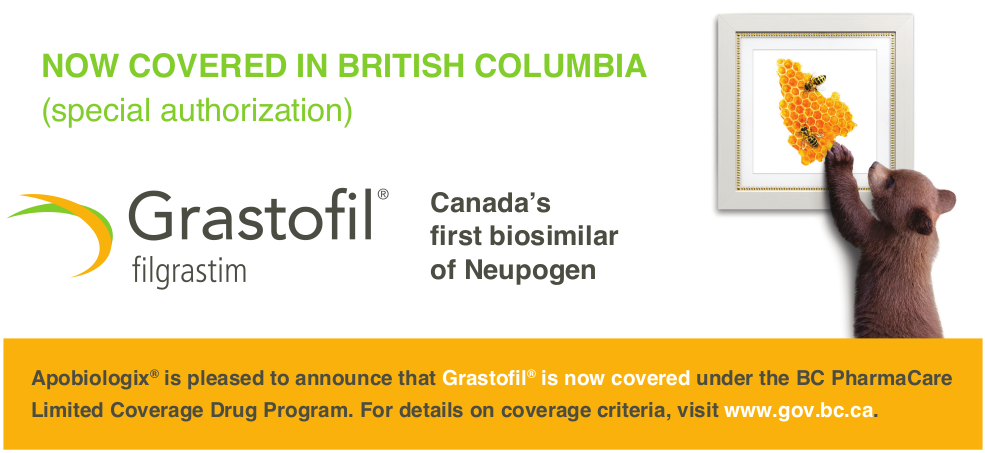 NOW COVERED IN BRITISH COLUMBIA
(special authorization)
Grastofil®
filgrastim
Canada's
first biosimilar
of Neupogen
Apobiologix® is pleased to announce that Grastofil® is now covered under the BC PharmaCare
Limited Coverage Drug Program. For details on coverage criteria, visit www.gov.bc.ca.